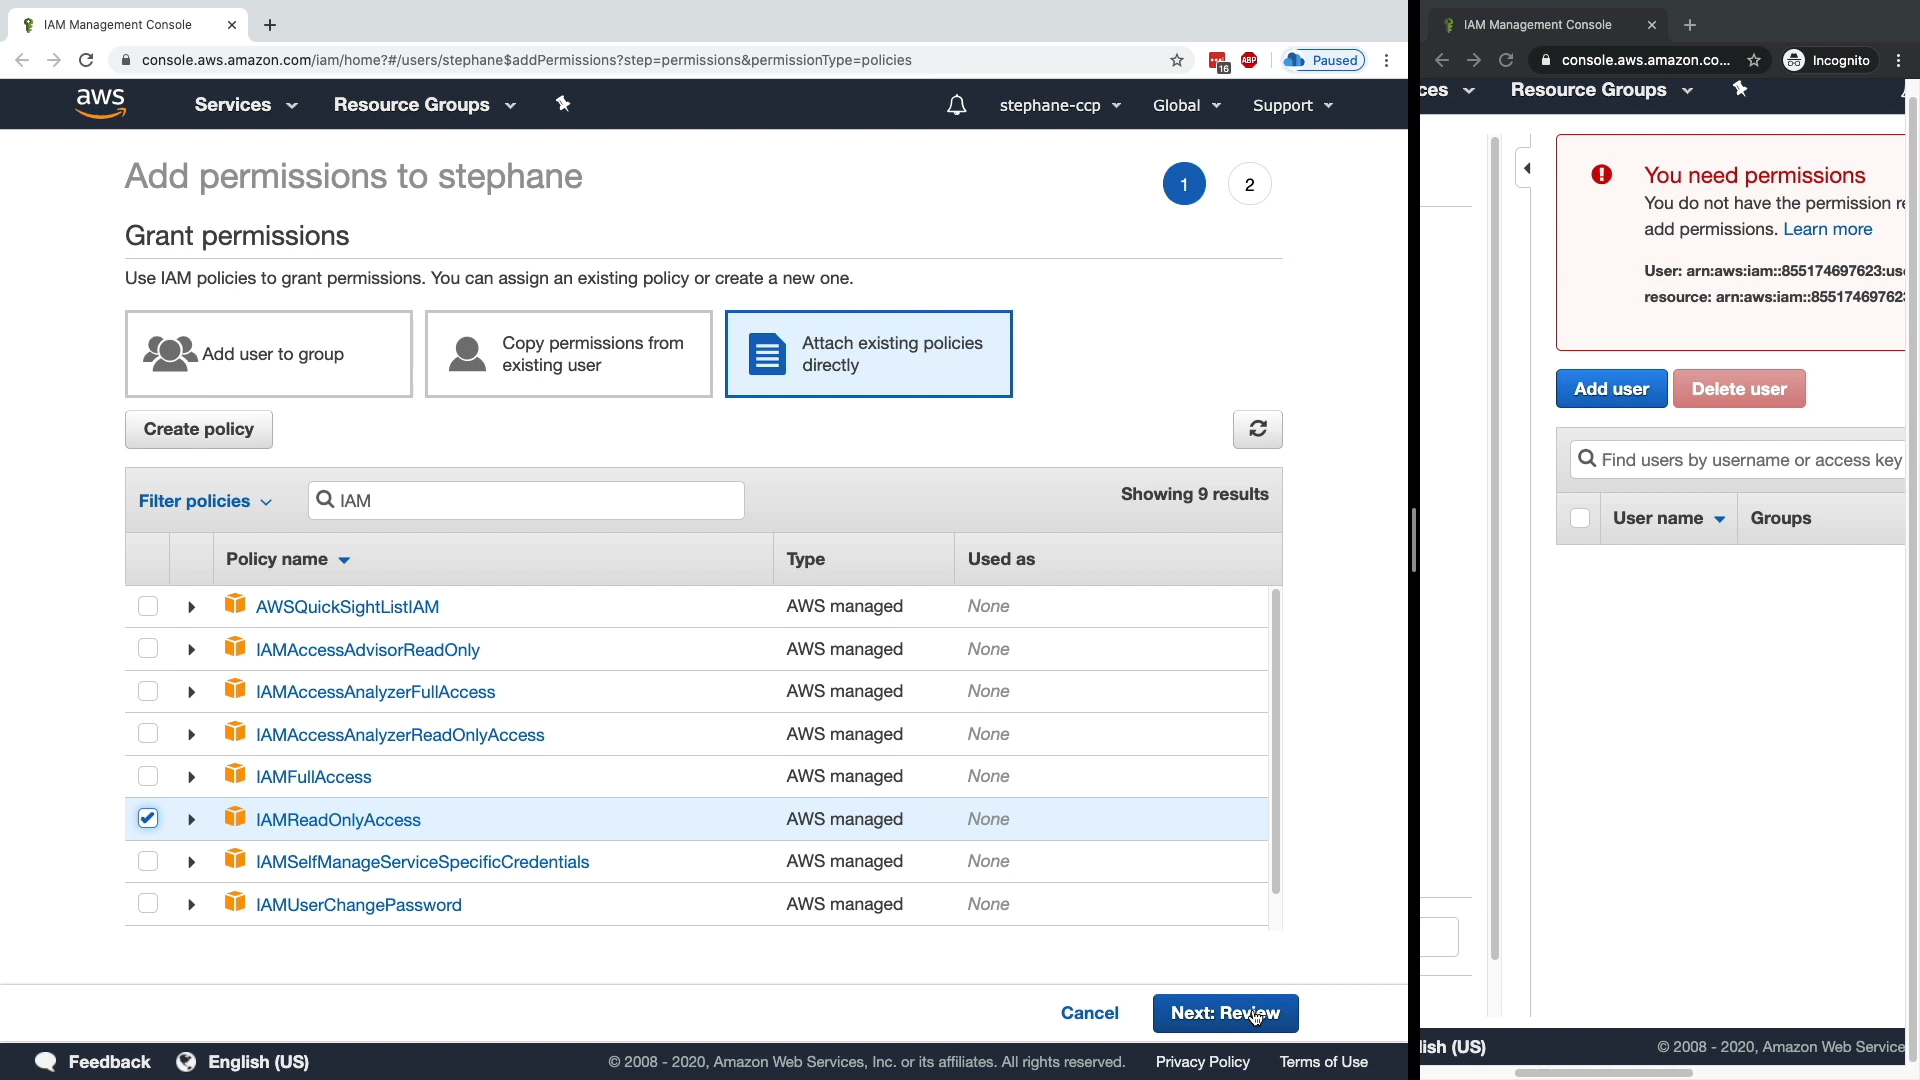 IAM Management Console
console.aws.amazon.com/iam/home?#/users/stephane$addPermissions?step=permissions&permissionType=policies
16
ABP
Paused
aws
Services
Resource Groups
stephane-ccp
Global
Support
Add permissions to stephane
1
2
Grant permissions
Use IAM policies to grant permissions. You can assign an existing policy or create a new one.
Add user to group
Copy permissions from
existing user
Attach existing policies
directly
Create policy
Filter policies
IAM
Showing 9 results
Policy name
Type
Used as
AWSQuickSightListIAM
AWS managed
None
IAMAccessAdvisorReadOnly
AWS managed
None
IAMAccessAnalyzerFullAccess
AWS managed
None
IAMAccessAnalyzerReadOnlyAccess
AWS managed
None
IAMFullAccess
AWS managed
None
IAMReadOnlyAccess
AWS managed
None
IAMSelfManageServiceSpecificCredentials
AWS managed
None
IAMUserChangePassword
AWS managed
None
Cancel
Next: Review
Feedback
English (US)
© 2008 - 2020, Amazon Web Services, Inc. or its affiliates. All rights reserved.
Privacy Policy
Terms of Use
IAM Management Console
console.aws.amazon.co...
Incognito
ces
Resource Groups
You need permissions
You do not have the permission re
add permissions. Learn more
User: arn:aws:iam::855174697623:us
resource: arn:aws:iam::855174697623
Add user
Delete user
Find users by username or access key
User name
Groups
lish (US)
© 2008 - 2020, Amazon Web Service